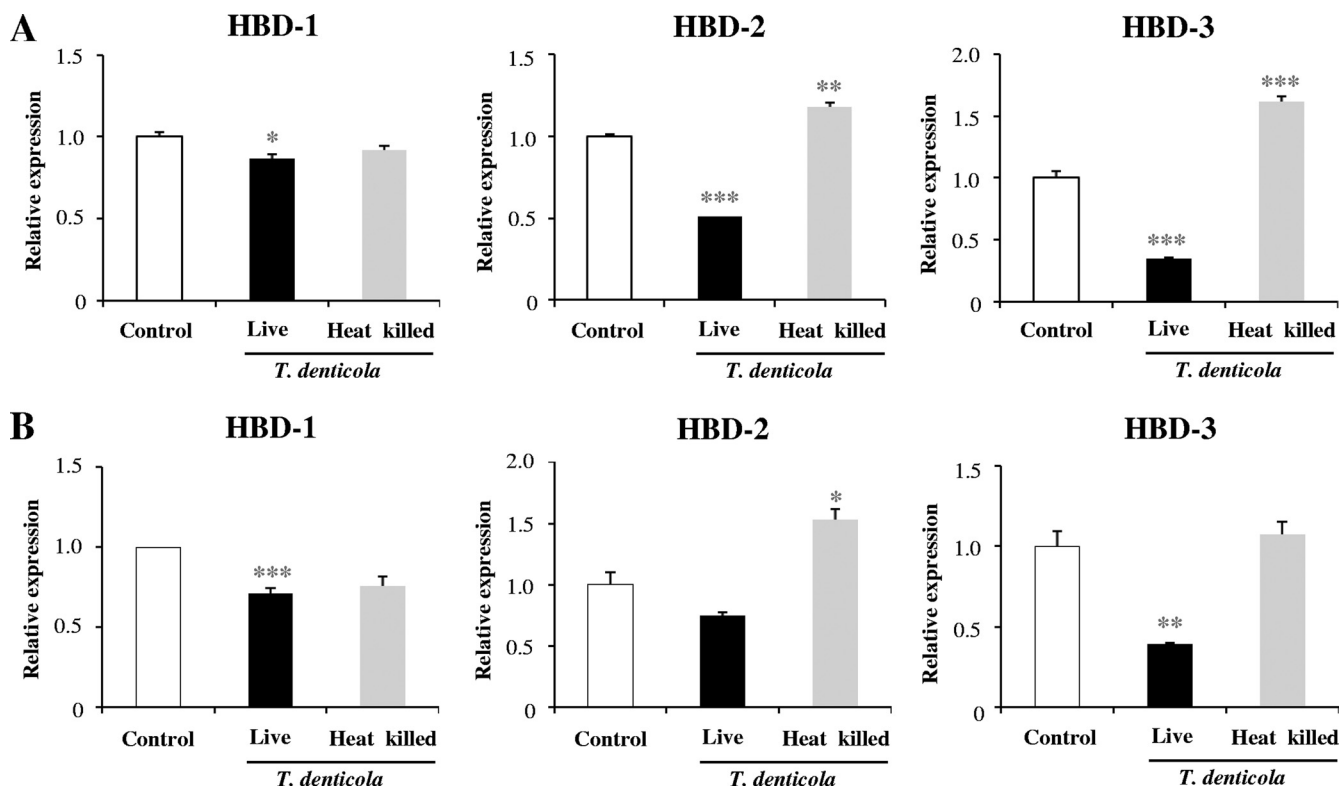 A
HBD-1
Relative expression
1.5
1.0
0.5
0
*
Control
Live
Heat killed
T. denticola
HBD-2
Relative expression
1.5
1.0
0.5
0
***
**
Control
Live
Heat killed
T. denticola
HBD-3
Relative expression
2.0
1.5
1.0
0.5
0
***
***
Control
Live
Heat killed
T. denticola
B
HBD-1
Relative expression
1.5
1.0
0.5
0
***
Control
Live
Heat killed
T. denticola
HBD-2
Relative expression
2.0
1.5
1.0
0.5
0
*
Control
Live
Heat killed
T. denticola
HBD-3
Relative expression
1.5
1.0
0.5
0
**
Control
Live
Heat killed
T. denticola